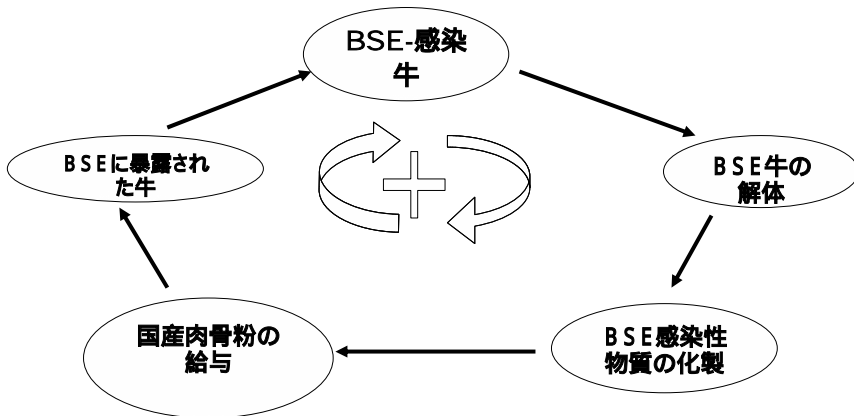 BSE-感染
牛
BSE牛の
解体
BSE感染性
物質の化製
国産肉骨粉の
給与
BSEに暴露され
た牛